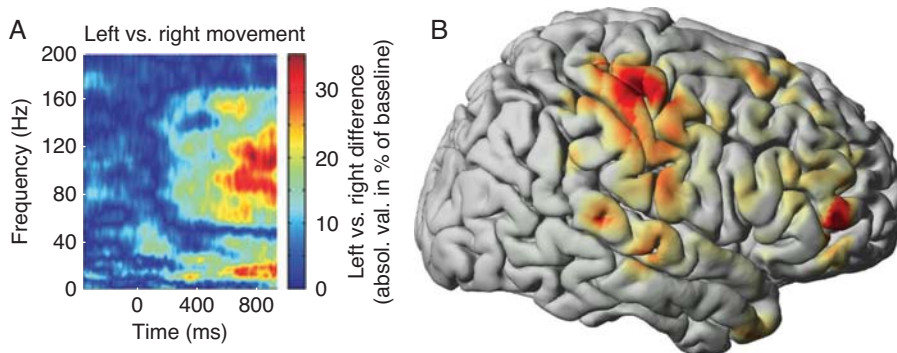 A
Left vs. right movement
200
160
120
80
40
0
Frequency (Hz)
0 400 800
Time (ms)
30
20
10
0
Left vs. right difference
(absol. val. in % of baseline)
B